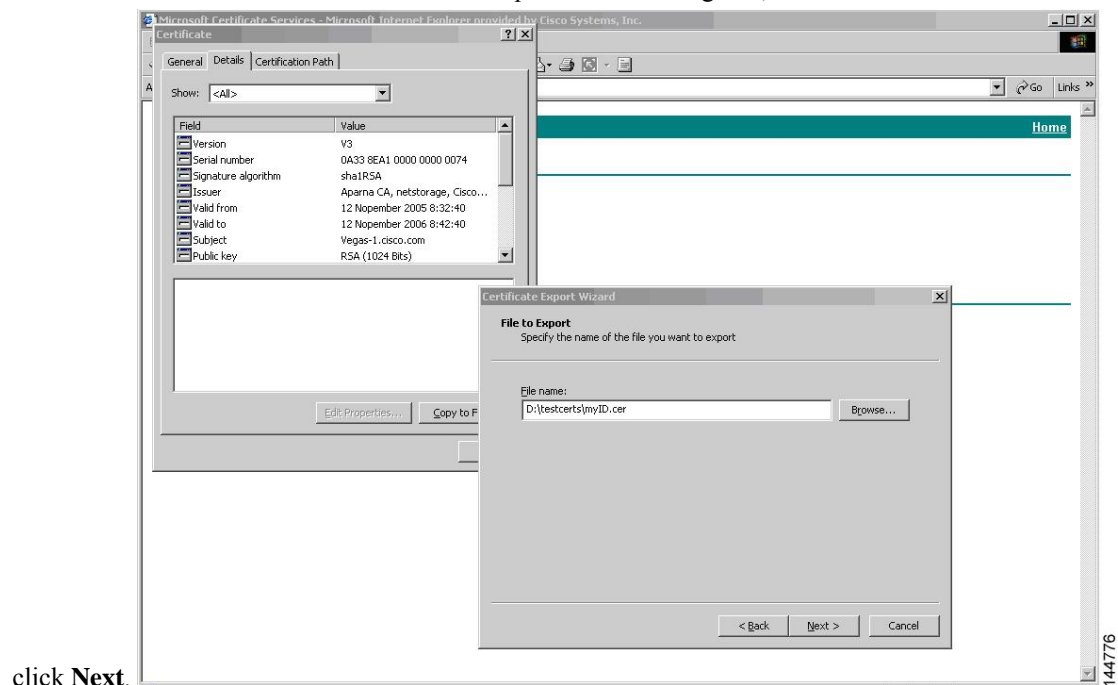 Microsoft Certificate Services - Microsoft Internet Explorer provided by Cisco Systems, Inc.
Certificate
General Details Certification Path
Show: <All>
Field Value
Version V3
Serial number 0A33 8EA1 0000 0000 0074
Signature algorithm sha1RSA
Issuer Aparna CA, netstorage, Cisco...
Valid from 12 Nopember 2005 8:32:40
Valid to 12 Nopember 2006 8:42:40
Subject Vegas-1.cisco.com
Public key RSA (1024 Bits)
Edit Properties... Copy to F
Go Links »
Home
Certificate Export Wizard
File to Export
Specify the name of the file you want to export
File name:
D:\testcerts\myID.cer Browse...
< Back Next > Cancel
144776
click Next.